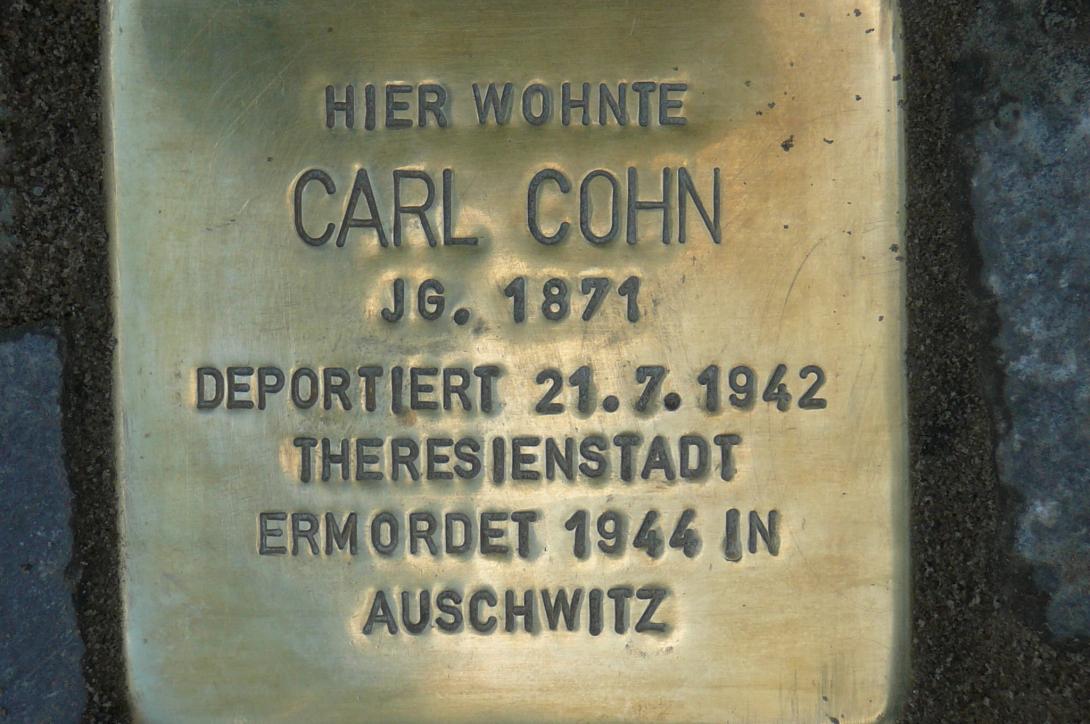 HIER WOHNTE
CARL COHN
JG. 1871
DEPORTIERT 21.7.1942
THERESIENSTADT
ERMORDET 1944 IN
AUSCHWITZ